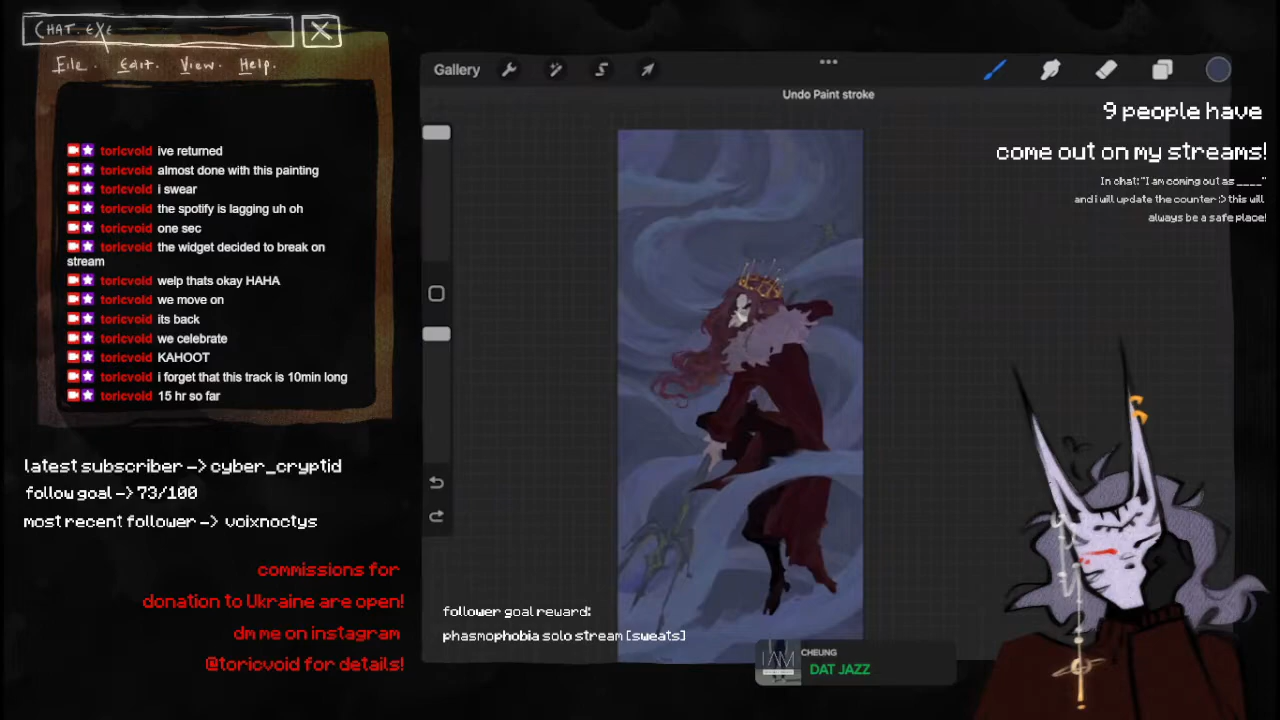 CHAT.EXE
File. Edit. View. Help.
toricvoid ive returned
toricvoid almost done with this painting
toricvoid i swear
toricvoid the spotify is lagging uh oh
toricvoid one sec
toricvoid the widget decided to break on
stream
toricvoid welp thats okay HAHA
toricvoid we move on
toricvoid its back
toricvoid we celebrate
toricvoid KAHOOT
toricvoid i forget that this track is 10min long
toricvoid 15 hr so far
latest subscriber -> cyber_cryptid
follow goal -> 73/100
most recent follower -> voixnoctys
commissions for
donation to Ukraine are open!
dm me on instagram
@toricvoid for details!
Gallery
Undo Paint stroke
9 people have
come out on my streams!
In chat: "I am coming out as ____"
and i will update the counter :> this will
always be a safe place!
follower goal reward:
phasmophobia solo stream [sweats]
I AM
CHEUNG
DAT JAZZ